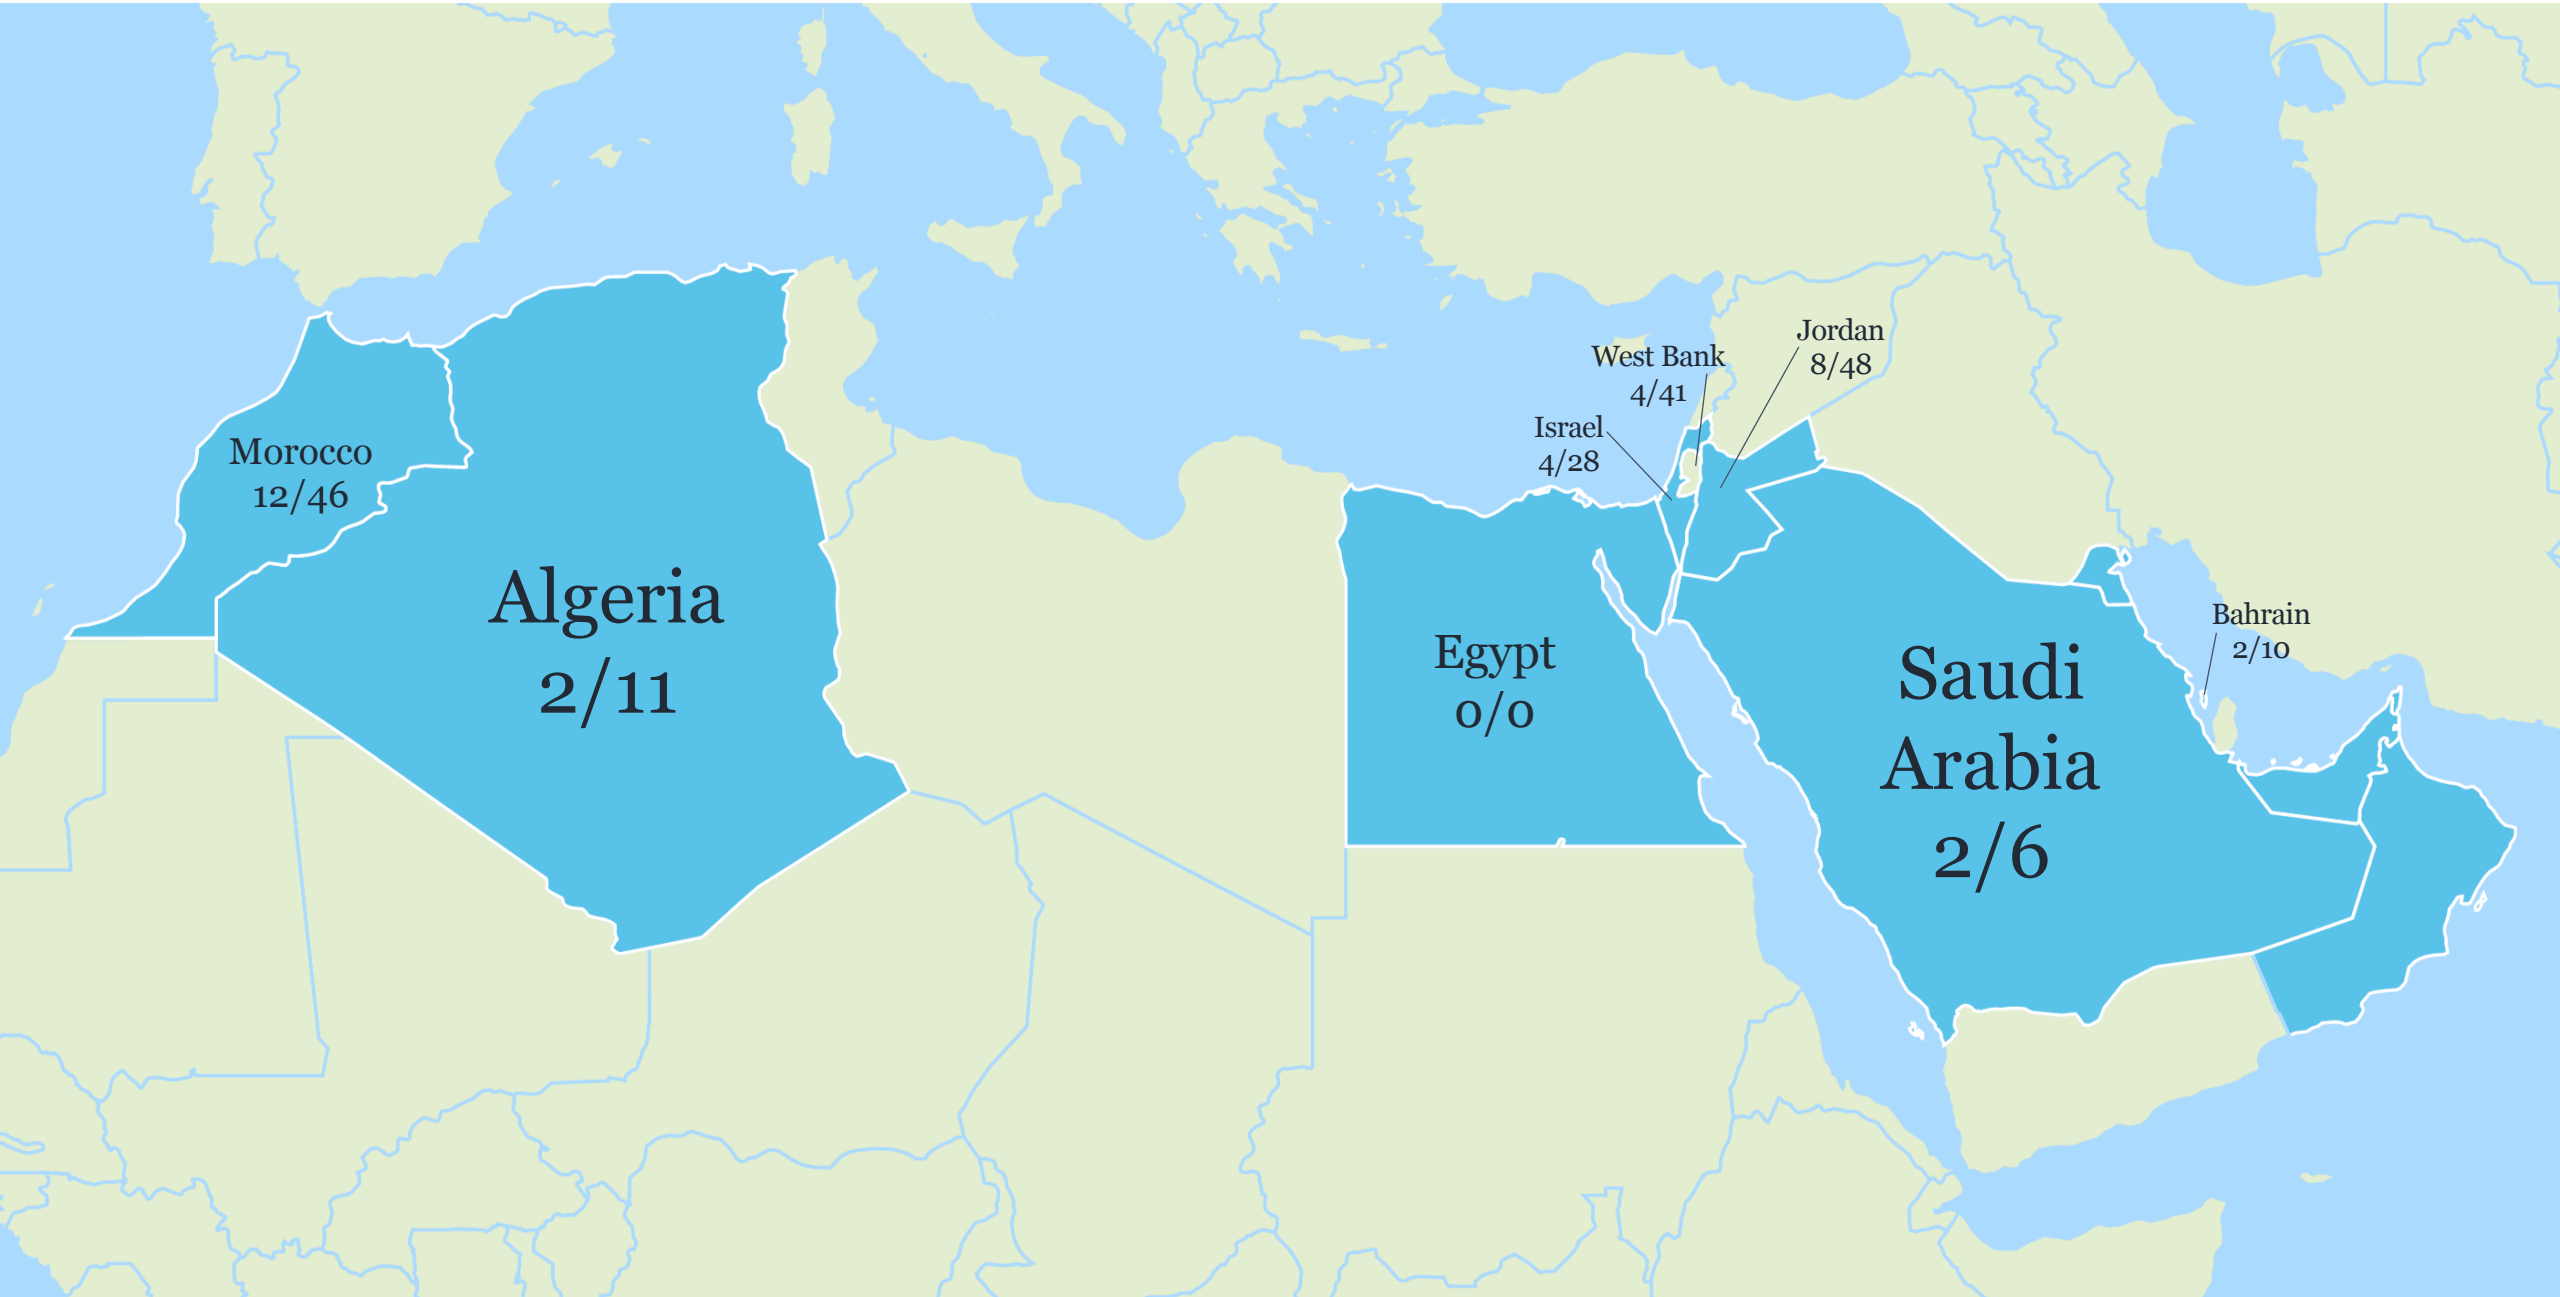 Jordan
8/48
West Bank
4/41
Israel
4/28
Morocco
12/46
Algeria
2/11
Egypt
0/0
Bahrain
2/10
Saudi
Arabia
2/6